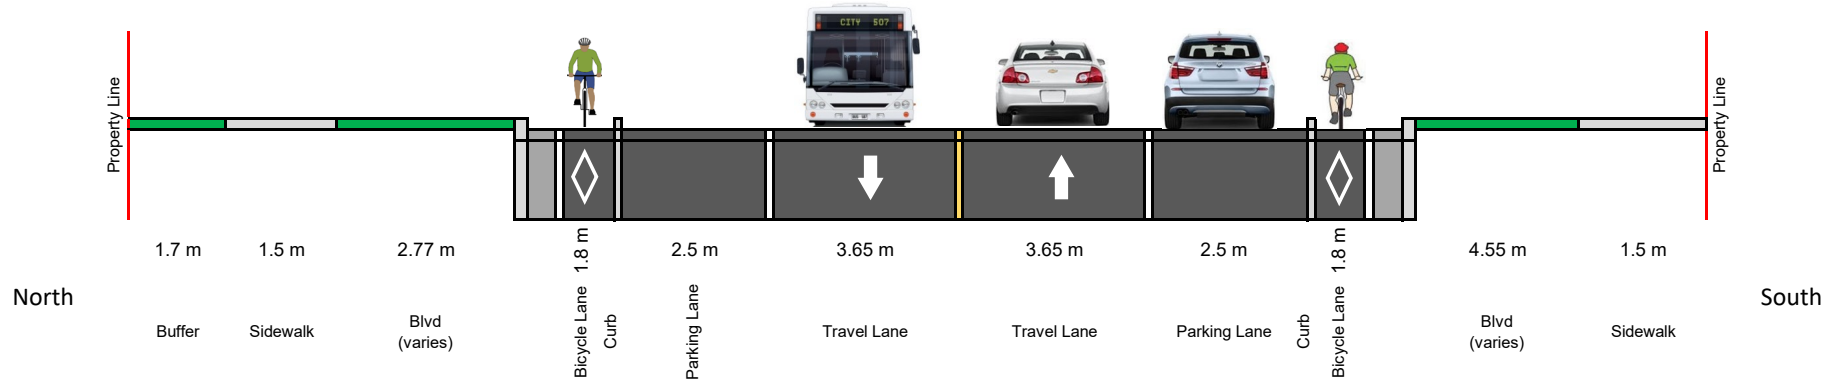 CITY 507
Property Line
Property Line
1.7 m
1.5 m
2.77 m
1.8 m
2.5 m
3.65 m
3.65 m
2.5 m
1.8 m
4.55 m
1.5 m
North
South
Buffer
Sidewalk
Blvd
(varies)
Bicycle Lane
Curb
Parking Lane
Travel Lane
Travel Lane
Parking Lane
Curb
Bicycle Lane
Blvd
(varies)
Sidewalk